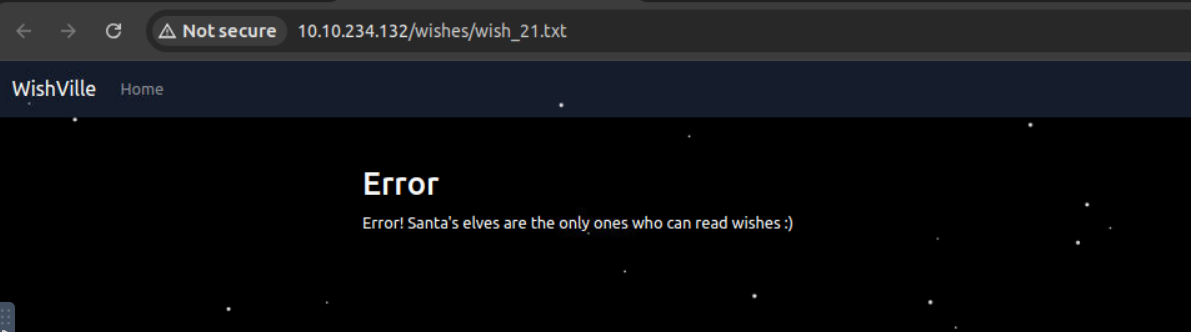 Not secure 10.10.234.132/wishes/wish_21.txt
WishVille Home
Error
Error! Santa's elves are the only ones who can read wishes :)